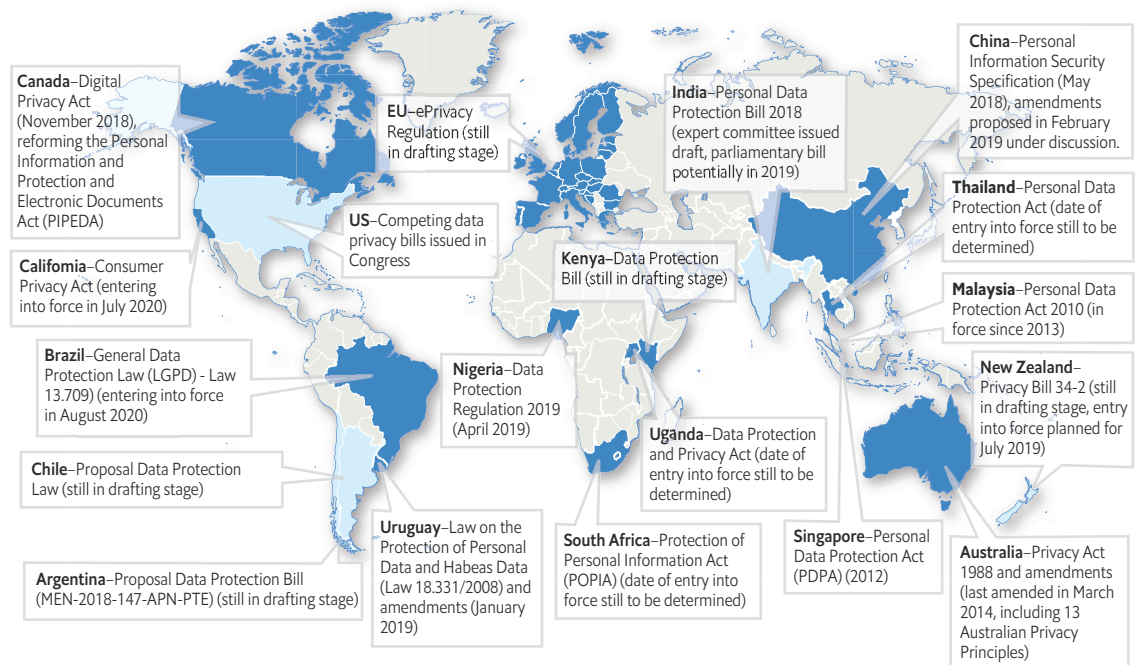 Canada–Digital
Privacy Act
(November 2018),
reforming the Personal
Information and
Protection and
Electronic Documents
Act (PIPEDA)
EU–ePrivacy
Regulation (still
in drafting stage)
India–Personal Data
Protection Bill 2018
(expert committee issued
draft, parliamentary bill
potentially in 2019)
China–Personal
Information Security
Specification (May
2018), amendments
proposed in February
2019 under discussion.
Thailand–Personal Data
Protection Act (date of
entry into force still to be
determined)
US–Competing data
privacy bills issued in
Congress
California–Consumer
Privacy Act (entering
into force in July 2020)
Kenya–Data Protection
Bill (still in drafting stage)
Malaysia–Personal Data
Protection Act 2010 (in
force since 2013)
Brazil–General Data
Protection Law (LGPD) - Law
13.709) (entering into force
in August 2020)
Nigeria–Data
Protection
Regulation 2019
(April 2019)
New Zealand–
Privacy Bill 34-2 (still
in drafting stage, entry
into force planned for
July 2019)
Uganda–Data Protection
and Privacy Act (date of
entry into force still to be
determined)
Chile–Proposal Data Protection
Law (still in drafting stage)
Uruguay–Law on the
Protection of Personal
Data and Habeas Data
(Law 18.331/2008) and
amendments (January
2019)
South Africa–Protection of
Personal Information Act
(POPIA) (date of entry into
force still to be determined)
Singapore–Personal
Data Protection Act
(PDPA) (2012)
Australia–Privacy Act
1988 and amendments
(last amended in March
2014, including 13
Australian Privacy
Principles)
Argentina–Proposal Data Protection Bill
(MEN-2018-147-APN-PTE) (still in drafting stage)